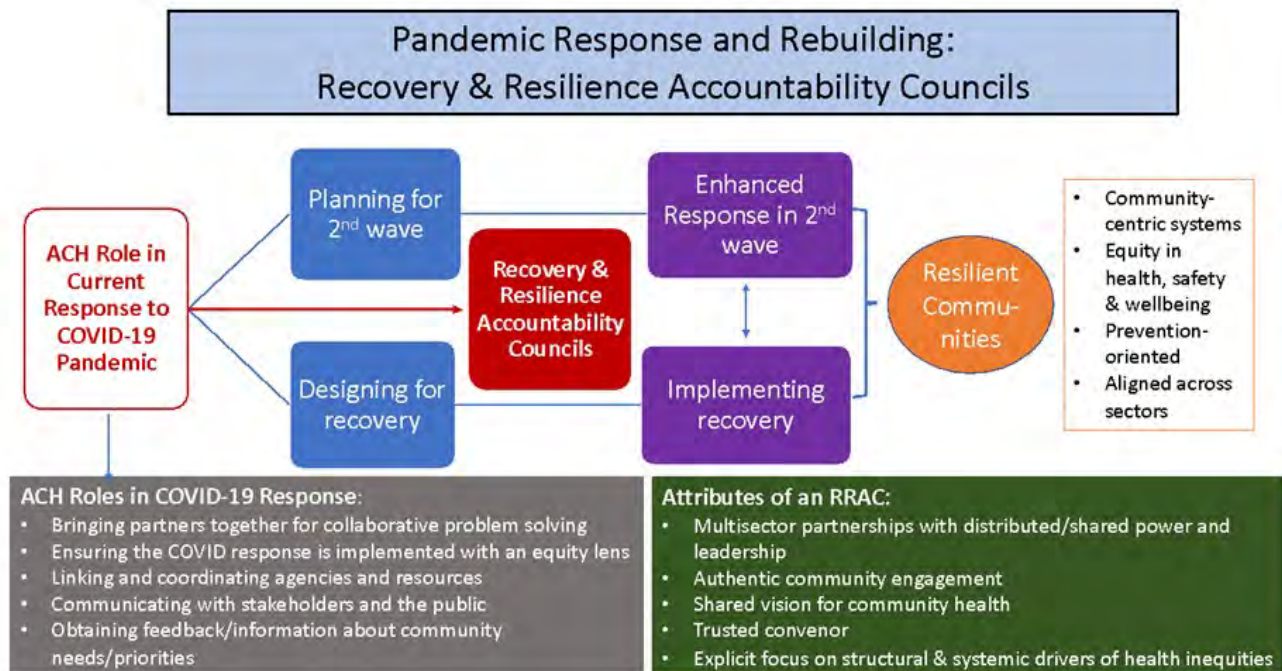 Pandemic Response and Rebuilding:
Recovery & Resilience Accountability Councils
ACH Role in
Current
Response to
COVID-19
Pandemic
Planning for
2nd wave
Designing for
recovery
Recovery &
Resilience
Accountability
Councils
Enhanced
Response in 2nd
wave
Implementing
recovery
Resilient
Commu-
nities
• Community-
centric systems
• Equity in
health, safety
& wellbeing
• Prevention-
oriented
• Aligned across
sectors
ACH Roles in COVID-19 Response:
• Bringing partners together for collaborative problem solving
• Ensuring the COVID response is implemented with an equity lens
• Linking and coordinating agencies and resources
• Communicating with stakeholders and the public
• Obtaining feedback/information about community
needs/priorities
Attributes of an RRAC:
• Multisector partnerships with distributed/shared power and
leadership
• Authentic community engagement
• Shared vision for community health
• Trusted convenor
• Explicit focus on structural & systemic drivers of health inequities